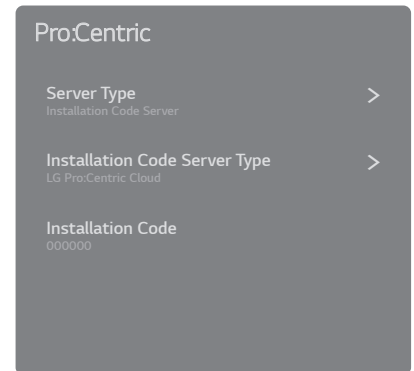 Pro:Centric
Server Type
Installation Code Server
Installation Code Server Type
LG Pro:Centric Cloud
Installation Code
000000